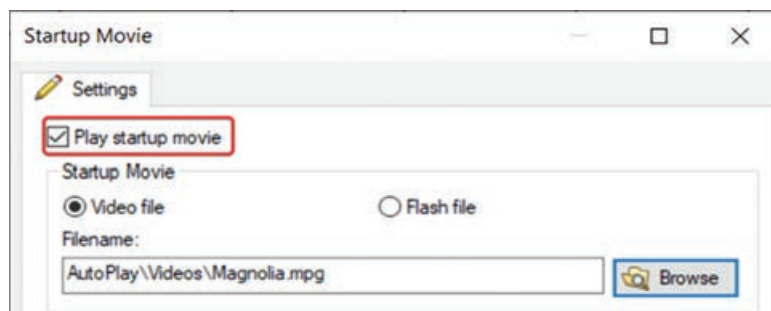 Startup Movie
Settings
Play startup movie
Startup Movie
Video file Flash file
Filename:
AutoPlay\Videos\Magnolia.mpg Browse